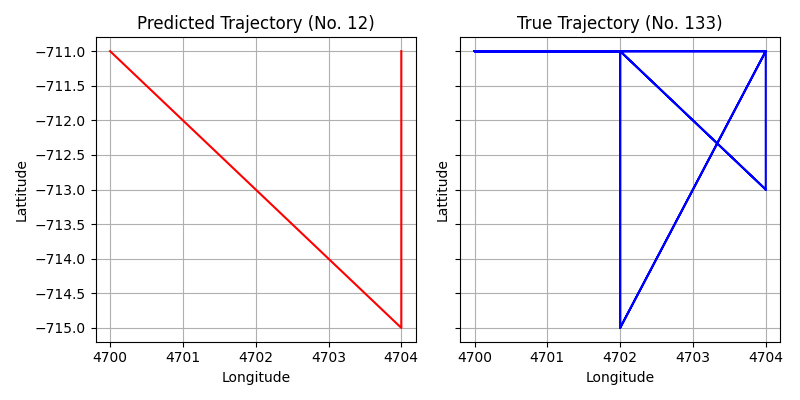 Predicted Trajectory (No. 12)
True Trajectory (No. 133)
−711.0
−711.5
−712.0
−712.5
−713.0
−713.5
−714.0
−714.5
−715.0
Lattitude
Lattitude
4700 4701 4702 4703 4704
4700 4701 4702 4703 4704
Longitude
Longitude